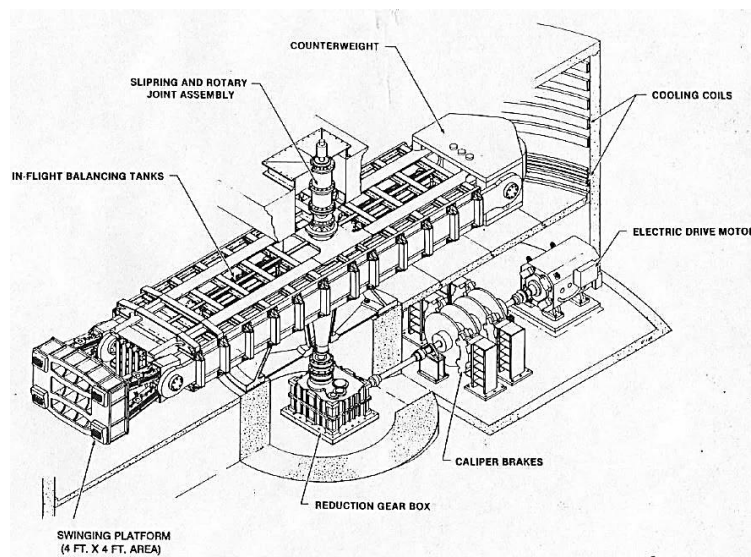 COUNTERWEIGHT
SLIPRING AND ROTARY
JOINT ASSEMBLY
COOLING COILS
IN-FLIGHT BALANCING TANKS
ELECTRIC DRIVE MOTOR
CALIPER BRAKES
REDUCTION GEAR BOX
SWINGING PLATFORM
(4 FT. X 4 FT. AREA)